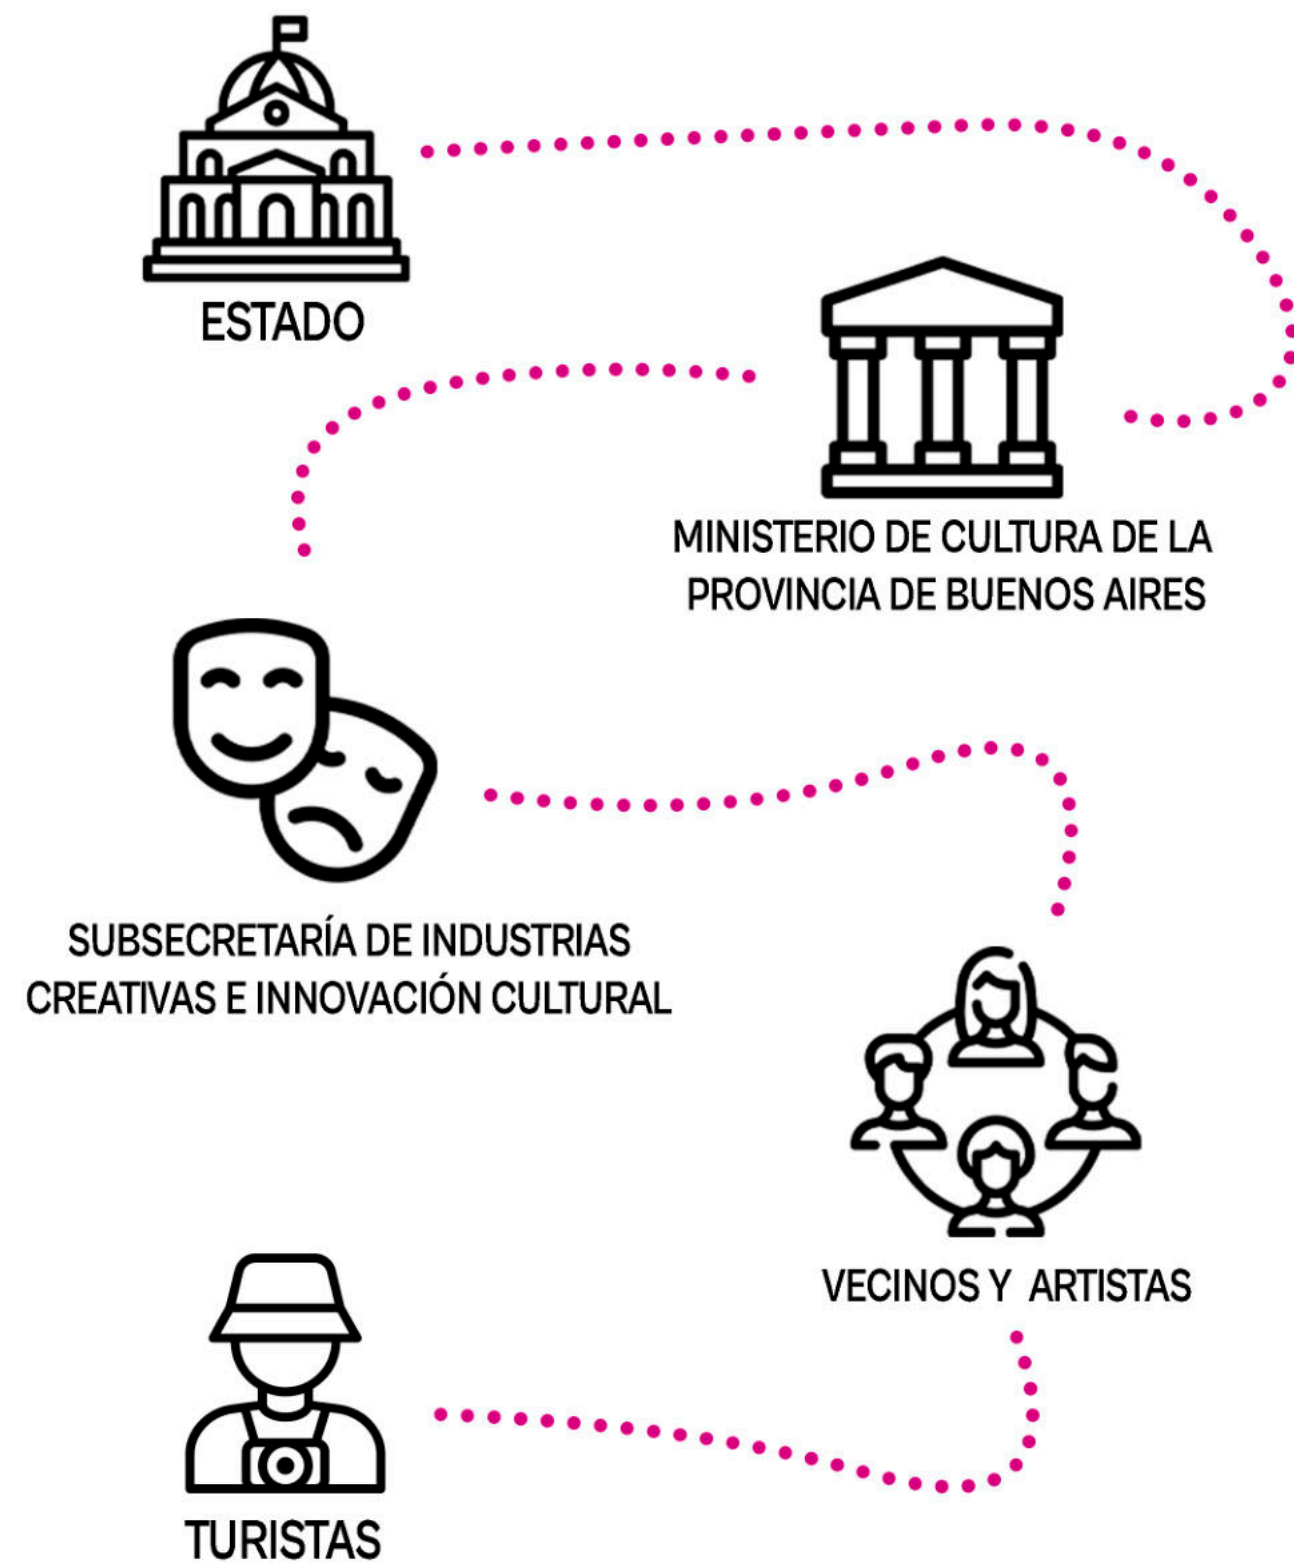 ESTADO
MINISTERIO DE CULTURA DE LA
PROVINCIA DE BUENOS AIRES
SUBSECRETARÍA DE INDUSTRIAS
CREATIVAS E INNOVACIÓN CULTURAL
VECINOS Y ARTISTAS
TURISTAS